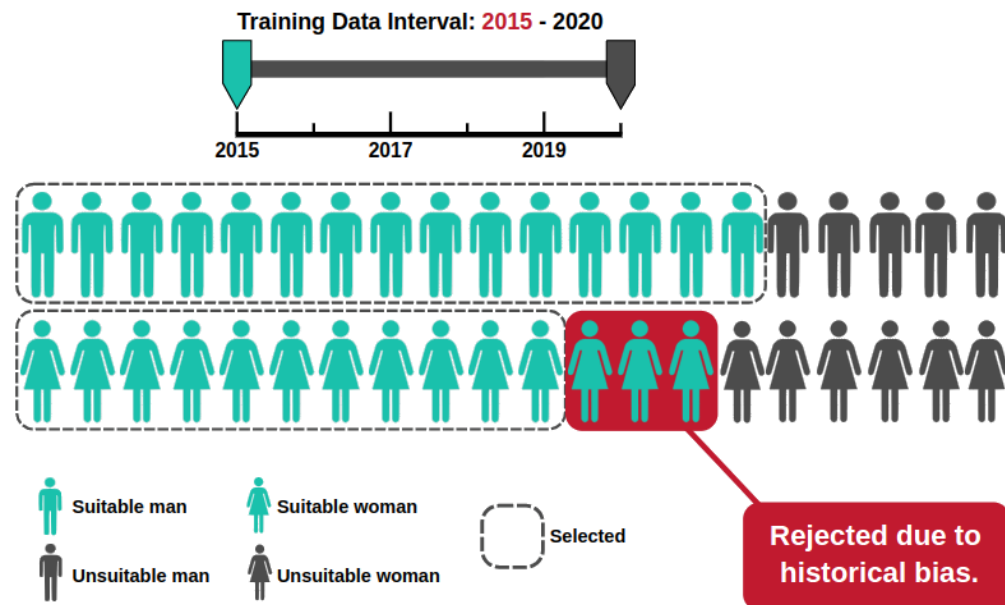 Training Data Interval: 2015 - 2020
2015 2017 2019
Suitable man
Suitable woman
Selected
Unsuitable man
Unsuitable woman
Rejected due to
historical bias.